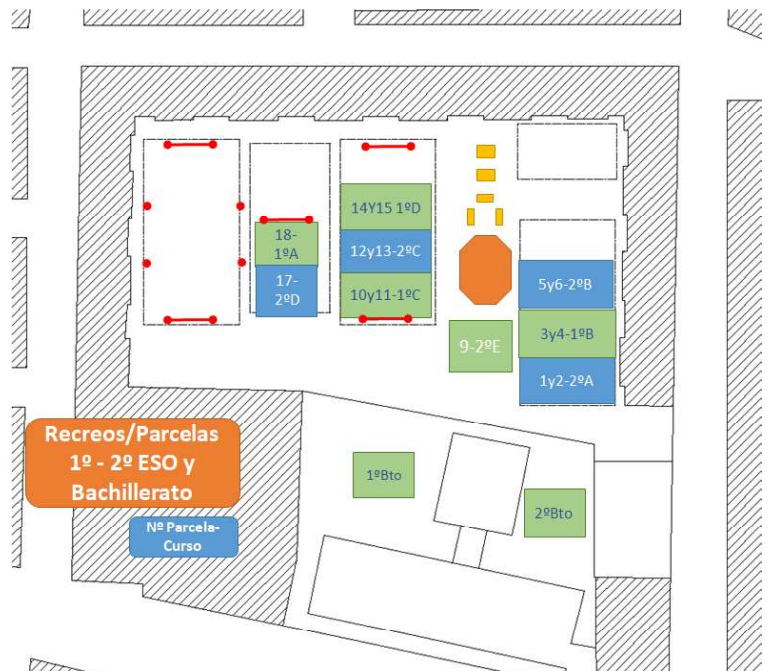 14Y15 1ºD
18-
1ºA
12y13-2ºC
17-
2ºD
5y6-2ºB
10y11-1ºC
3y4-1ºB
9-2ºE
1y2-2ºA
Recreos/Parcelas
1º - 2º ESO y
Bachillerato
1ºBto
2ºBto
Nº Parcela-
Curso